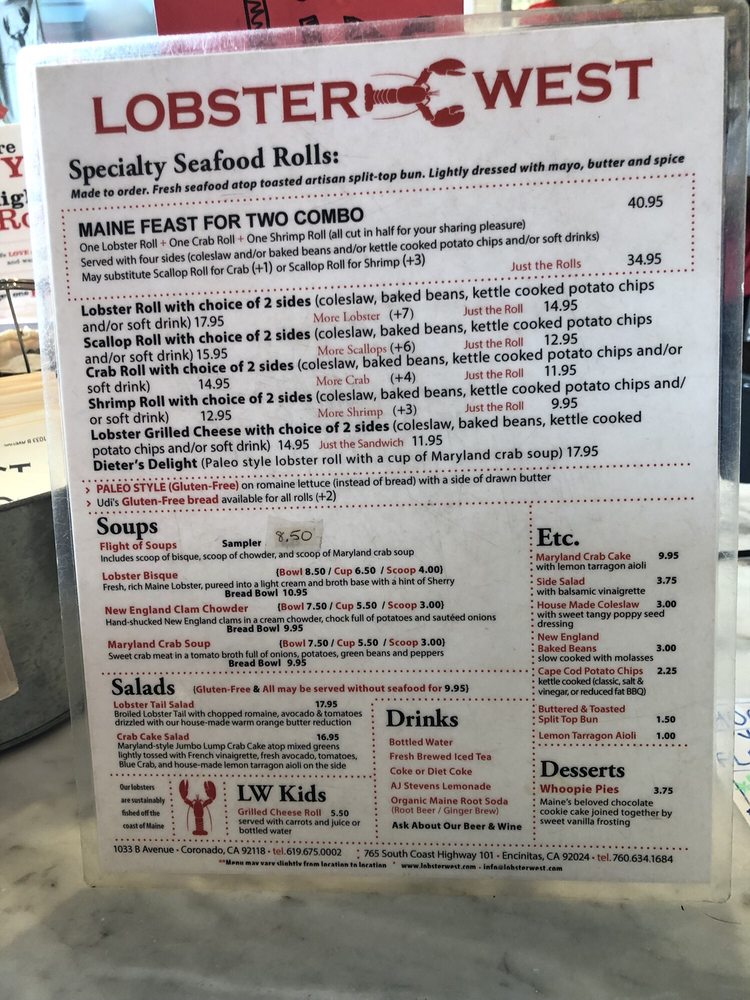 LOBSTER WEST
Specialty Seafood Rolls:
Made to order. Fresh seafood atop toasted artisan split-top bun. Lightly dressed with mayo, butter and spice
MAINE FEAST FOR TWO COMBO 40.95
One Lobster Roll + One Crab Roll + One Shrimp Roll (all cut in half for your sharing pleasure)
Served with four sides (coleslaw and/or baked beans and/or kettle cooked potato chips and/or soft drinks)
May substitute Scallop Roll for Crab (+1) or Scallop Roll for Shrimp (+3) Just the Rolls 34.95
Lobster Roll with choice of 2 sides (coleslaw, baked beans, kettle cooked potato chips
and/or soft drink) 17.95 More Lobster (+7) Just the Roll 14.95
Scallop Roll with choice of 2 sides (coleslaw, baked beans, kettle cooked potato chips
and/or soft drink) 15.95 More Scallops (+6) Just the Roll 12.95
Crab Roll with choice of 2 sides (coleslaw, baked beans, kettle cooked potato chips and/or
soft drink) 14.95 More Crab (+4) Just the Roll 11.95
Shrimp Roll with choice of 2 sides (coleslaw, baked beans, kettle cooked potato chips and/
or soft drink) 12.95 More Shrimp (+3) Just the Roll 9.95
Lobster Grilled Cheese with choice of 2 sides (coleslaw, baked beans, kettle cooked
potato chips and/or soft drink) 14.95 Just the Sandwich 11.95
Dieter's Delight (Paleo style lobster roll with a cup of Maryland crab soup) 17.95
› PALEO STYLE (Gluten-Free) on romaine lettuce (instead of bread) with a side of drawn butter
› Udi's Gluten-Free bread available for all rolls (+2)
Soups
Flight of Soups Sampler 8.50
Includes scoop of bisque, scoop of chowder, and scoop of Maryland crab soup
Lobster Bisque {Bowl 8.50 / Cup 6.50 / Scoop 4.00}
Fresh, rich Maine Lobster, pureed into a light cream and broth base with a hint of Sherry
Bread Bowl 10.95
New England Clam Chowder {Bowl 7.50 / Cup 5.50 / Scoop 3.00}
Hand-shucked New England clams in a cream chowder, chock full of potatoes and sautéed onions
Bread Bowl 9.95
Maryland Crab Soup {Bowl 7.50 / Cup 5.50 / Scoop 3.00}
Sweet crab meat in a tomato broth full of onions, potatoes, green beans and peppers
Bread Bowl 9.95
Etc.
Maryland Crab Cake 9.95
with lemon tarragon aioli
Side Salad 3.75
with balsamic vinaigrette
House Made Coleslaw 3.00
with sweet tangy poppy seed
dressing
New England
Baked Beans 3.00
slow cooked with molasses
Cape Cod Potato Chips 2.25
kettle cooked (classic, salt &
vinegar, or reduced fat BBQ)
Buttered & Toasted
Split Top Bun 1.50
Lemon Tarragon Aioli 1.00
Salads {Gluten-Free & All may be served without seafood for 9.95}
Lobster Tail Salad 17.95
Broiled Lobster Tail with chopped romaine, avocado & tomatoes
drizzled with our house-made warm orange butter reduction
Crab Cake Salad 16.95
Maryland-style Jumbo Lump Crab Cake atop mixed greens
lightly tossed with French vinaigrette, fresh avocado, tomatoes,
Blue Crab, and house-made lemon tarragon aioli on the side
Drinks
Bottled Water
Fresh Brewed Iced Tea
Coke or Diet Coke
AJ Stevens Lemonade
Organic Maine Root Soda
(Root Beer / Ginger Brew)
Ask About Our Beer & Wine
Desserts
Whoopie Pies 3.75
Maine's beloved chocolate
cookie cake joined together by
sweet vanilla frosting
Our lobsters
are sustainably
fished off the
coast of Maine
LW Kids
Grilled Cheese Roll 5.50
served with carrots and juice or
bottled water
1033 B Avenue • Coronado, CA 92118 • tel.619.675.0002 765 South Coast Highway 101 • Encinitas, CA 92024 • tel. 760.634.1684
**Menu may vary slightly from location to location • www.lobsterwest.com • info@lobsterwest.com